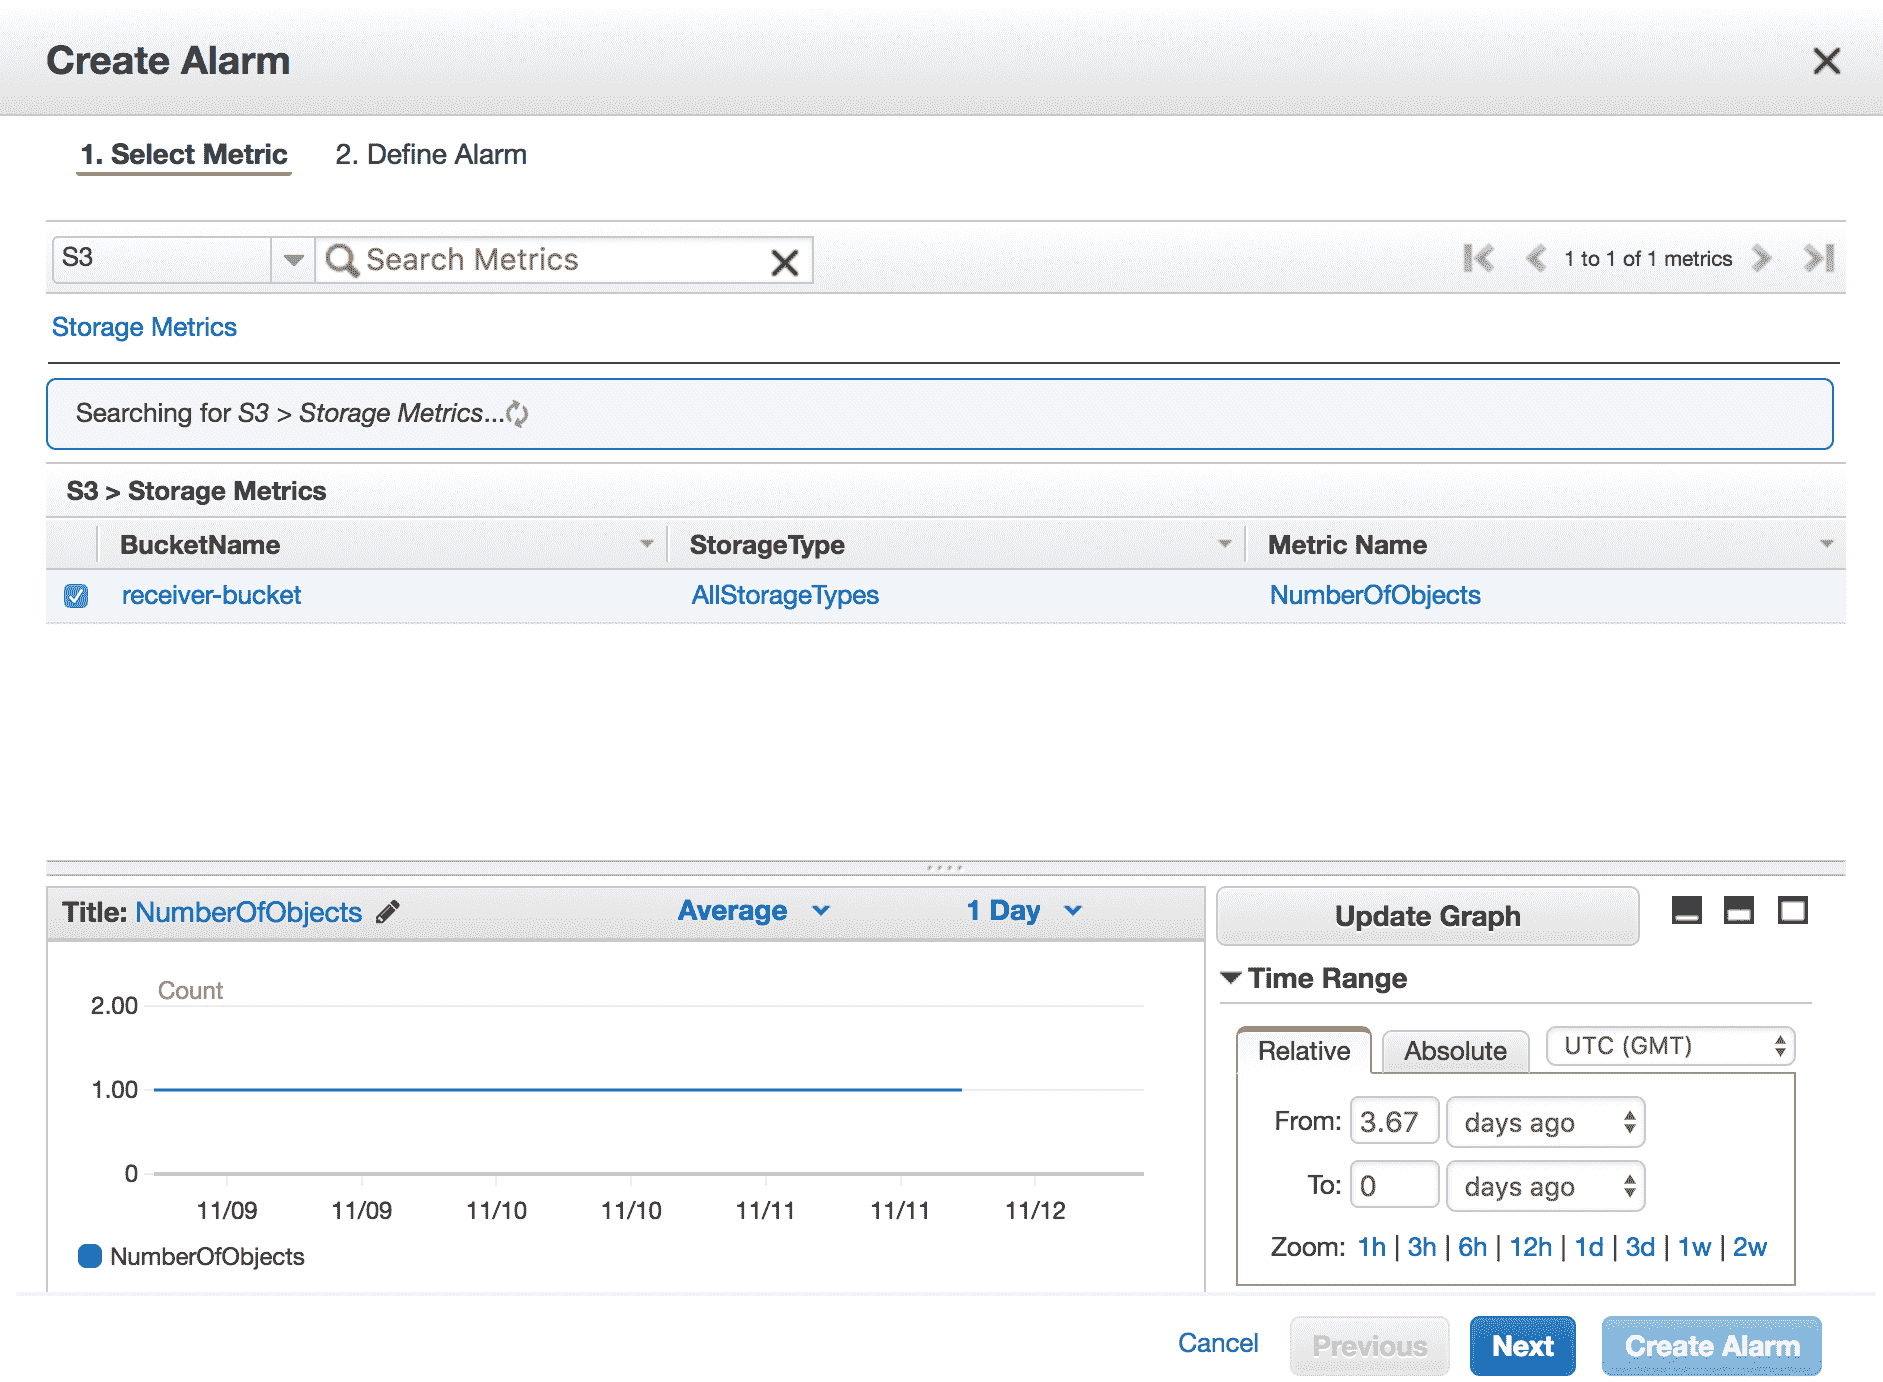 Create Alarm
1. Select Metric 2. Define Alarm
S3 Search Metrics 1 to 1 of 1 metrics
Storage Metrics
Searching for S3 > Storage Metrics...
S3 > Storage Metrics
BucketName StorageType Metric Name
receiver-bucket AllStorageTypes NumberOfObjects
Title: NumberOfObjects Average 1 Day
Update Graph
Time Range
Count
2.00
1.00
0
11/09 11/09 11/10 11/10 11/11 11/11 11/12
NumberOfObjects
Relative Absolute UTC (GMT)
From: 3.67 days ago
To: 0 days ago
Zoom: 1h | 3h | 6h | 12h | 1d | 3d | 1w | 2w
Cancel Previous Next Create Alarm